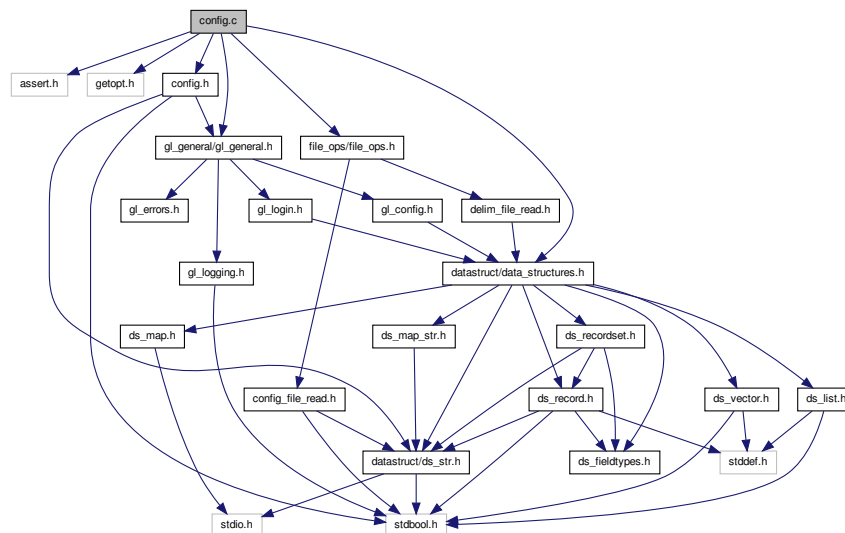 config.c
assert.h
getopt.h
config.h
gl_general/gl_general.h
file_ops/file_ops.h
gl_errors.h
gl_login.h
gl_config.h
delim_file_read.h
gl_logging.h
datastruct/data_structures.h
ds_map.h
ds_map_str.h
ds_recordset.h
config_file_read.h
ds_record.h
ds_vector.h
ds_list.h
datastruct/ds_str.h
ds_fieldtypes.h
stddef.h
stdio.h
stdbool.h